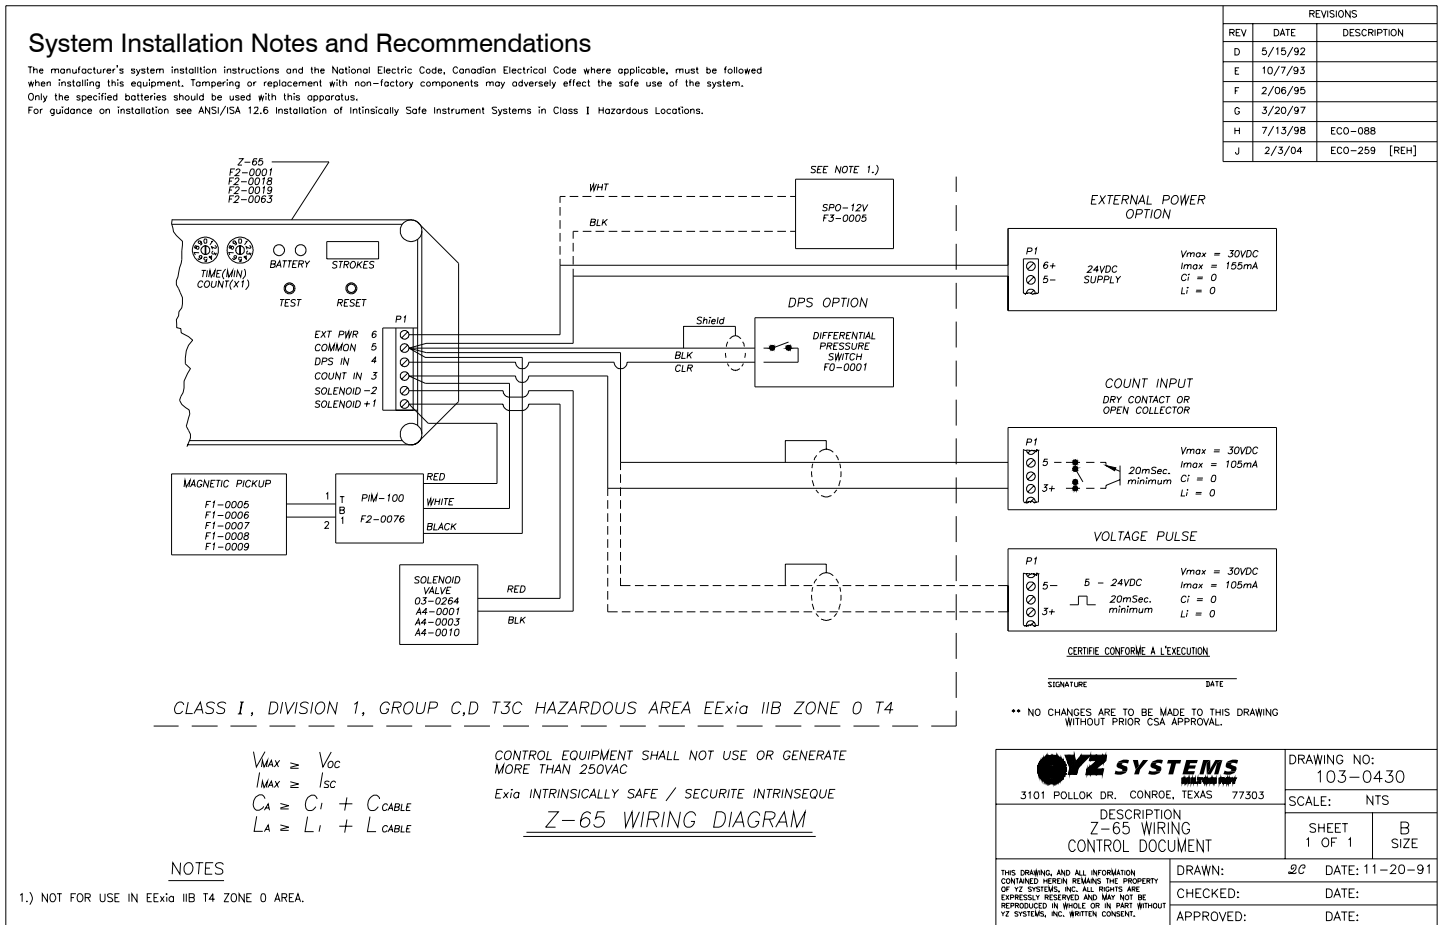 System Installation Notes and Recommendations
The manufacturer's system installtion instructions and the National Electric Code, Canadian Electrical Code where applicable, must be followed
when installing this equipment. Tampering or replacement with non-factory components may adversely effect the safe use of the system.
Only the specified batteries should be used with this apparatus.
For guidance on installation see ANSI/ISA 12.6 Installation of Intinsically Safe Instrument Systems in Class I Hazardous Locations.
REVISIONS
REV DATE DESCRIPTION
D 5/15/92
E 10/7/93
F 2/06/95
G 3/20/97
H 7/13/98 ECO-088
J 2/3/04 ECO-259 [REH]
Z-65
F2-0001
F2-0018
F2-0019
F2-0063
TIME(MIN)
COUNT(X1)
BATTERY
STROKES
TEST
RESET
P1
EXT PWR 6
COMMON 5
DPS IN 4
COUNT IN 3
SOLENOID -2
SOLENOID +1
WHT
BLK
SEE NOTE 1.)
SPO-12V
F3-0005
DPS OPTION
Shield
BLK
CLR
DIFFERENTIAL
PRESSURE
SWITCH
F0-0001
EXTERNAL POWER
OPTION
P1
6+
5-
24VDC
SUPPLY
Vmax = 30VDC
Imax = 155mA
Ci = 0
Li = 0
COUNT INPUT
DRY CONTACT OR
OPEN COLLECTOR
P1
5
3+
20mSec.
minimum
Vmax = 30VDC
Imax = 105mA
Ci = 0
Li = 0
VOLTAGE PULSE
P1
5-
3+
5 - 24VDC
20mSec.
minimum
Vmax = 30VDC
Imax = 105mA
Ci = 0
Li = 0
MAGNETIC PICKUP
F1-0005
F1-0006
F1-0007
F1-0008
F1-0009
1
2
T
B
1
PIM-100
F2-0076
RED
WHITE
BLACK
SOLENOID
VALVE
03-0264
A4-0001
A4-0003
A4-0010
RED
BLK
CERTIFIE CONFORME A L'EXECUTION
SIGNATURE DATE
** NO CHANGES ARE TO BE MADE TO THIS DRAWING
WITHOUT PRIOR CSA APPROVAL.
CLASS I, DIVISION 1, GROUP C,D T3C HAZARDOUS AREA EExia IIB ZONE 0 T4
VMAX ≥ VOC
IMAX ≥ ISC
CA ≥ CI + CCABLE
LA ≥ LI + LCABLE
CONTROL EQUIPMENT SHALL NOT USE OR GENERATE
MORE THAN 250VAC
Exia INTRINSICALLY SAFE / SECURITE INTRINSEQUE
Z-65 WIRING DIAGRAM
NOTES
1.) NOT FOR USE IN EExia IIB T4 ZONE 0 AREA.
YZ SYSTEMS
3101 POLLOK DR. CONROE, TEXAS 77303
DESCRIPTION
Z-65 WIRING
CONTROL DOCUMENT
DRAWING NO:
103-0430
SCALE: NTS
SHEET
1 OF 1
B
SIZE
THIS DRAWING, AND ALL INFORMATION
CONTAINED HEREIN REMAINS THE PROPERTY
OF YZ SYSTEMS, INC. ALL RIGHTS ARE
EXPRESSLY RESERVED AND MAY NOT BE
REPRODUCED IN WHOLE OR IN PART WITHOUT
YZ SYSTEMS, INC. WRITTEN CONSENT.
DRAWN: DATE: 11-20-91
CHECKED: DATE:
APPROVED: DATE: